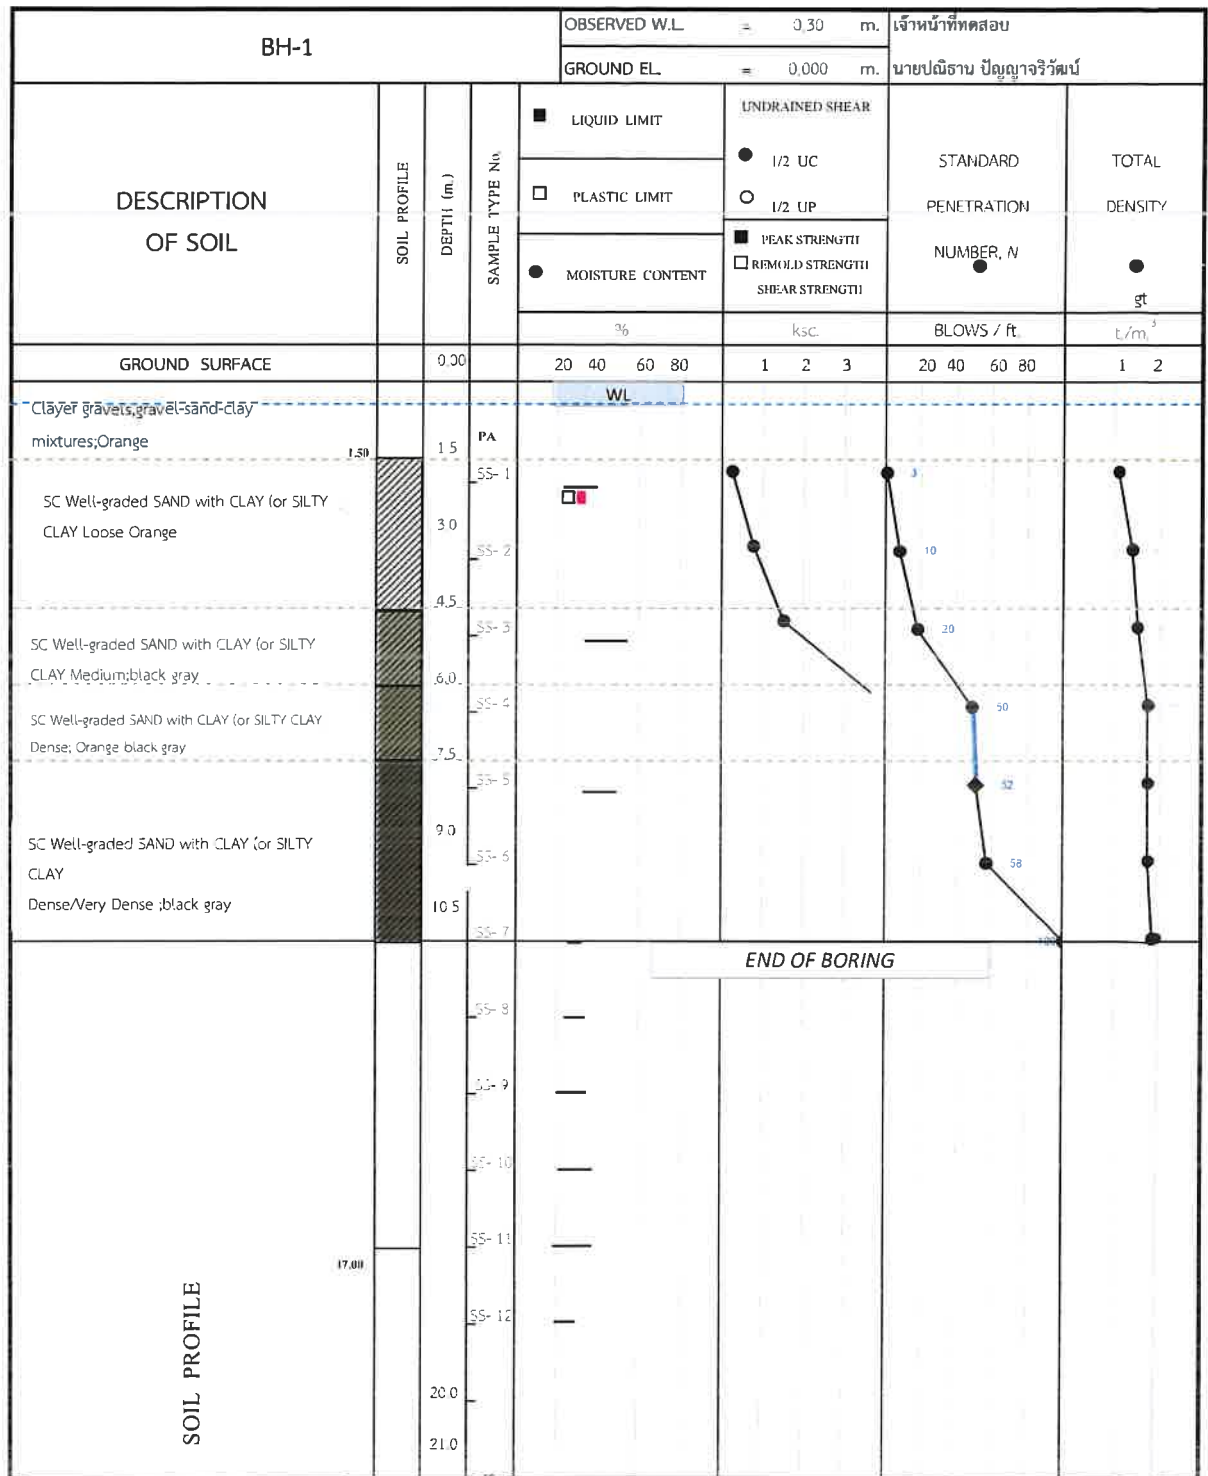 BH-1
OBSERVED W.L. = 0,30 m.
เจ้าหน้าที่ทดสอบ
GROUND EL. = 0,000 m.
นายปณิธาน ปัญญาจริวัฒน์
DESCRIPTION
OF SOIL
SOIL PROFILE
DEPTH (m.)
SAMPLE TYPE No.
LIQUID LIMIT
PLASTIC LIMIT
MOISTURE CONTENT
%
UNDRAINED SHEAR
1/2 UC
1/2 UP
PEAK STRENGTH
REMOLD STRENGTH
SHEAR STRENGTH
ksc.
STANDARD
PENETRATION
NUMBER, N
BLOWS / ft.
TOTAL
DENSITY
gt
t/m.³
GROUND SURFACE 0.00 20 40 60 80 1 2 3 20 40 60 80 1 2
WL
Clayer gravels,gravel-sand-clay
mixtures;Orange
1.50
1.5
PA
SS- 1
3
SC Well-graded SAND with CLAY (or SILTY
CLAY Loose Orange
3.0
SS- 2
10
4.5
SS- 3
20
SC Well-graded SAND with CLAY (or SILTY
CLAY Medium;black gray
6.0
SS- 4
50
SC Well-graded SAND with CLAY (or SILTY CLAY
Dense; Orange black gray
7.5
SS- 5
52
9.0
SC Well-graded SAND with CLAY (or SILTY
CLAY
SS- 6
58
Dense/Very Dense ;black gray
10.5
SS- 7
100
END OF BORING
SS- 8
SS- 9
SS- 10
SS- 11
17.00
SS- 12
SOIL PROFILE
20.0
21.0